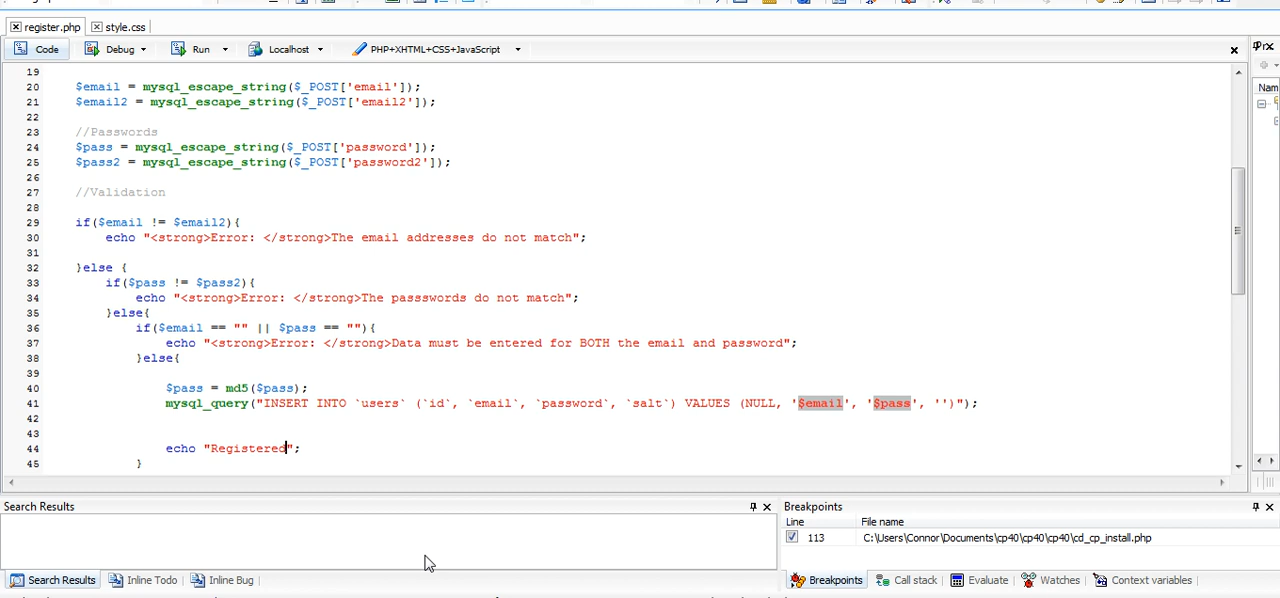 register.php style.css
Code Debug Run Localhost PHP+XHTML+CSS+JavaScript
19
20 $email = mysql_escape_string($_POST['email']);
21 $email2 = mysql_escape_string($_POST['email2']);
22
23 //Passwords
24 $pass = mysql_escape_string($_POST['password']);
25 $pass2 = mysql_escape_string($_POST['password2']);
26
27 //Validation
28
29 if($email != $email2){
30 echo "<strong>Error: </strong>The email addresses do not match";
31
32 }else {
33 if($pass != $pass2){
34 echo "<strong>Error: </strong>The passswords do not match";
35 }else{
36 if($email == "" || $pass == ""){
37 echo "<strong>Error: </strong>Data must be entered for BOTH the email and password";
38 }else{
39
40 $pass = md5($pass);
41 mysql_query("INSERT INTO `users` (`id`, `email`, `password`, `salt`) VALUES (NULL, '$email', '$pass', '')");
42
43
44 echo "Registered";
45 }
Nam
Search Results
Breakpoints
Line File name
113 C:\Users\Connor\Documents\cp40\cp40\cp40\cd_cp_install.php
Search Results Inline Todo Inline Bug
Breakpoints Call stack Evaluate Watches Context variables